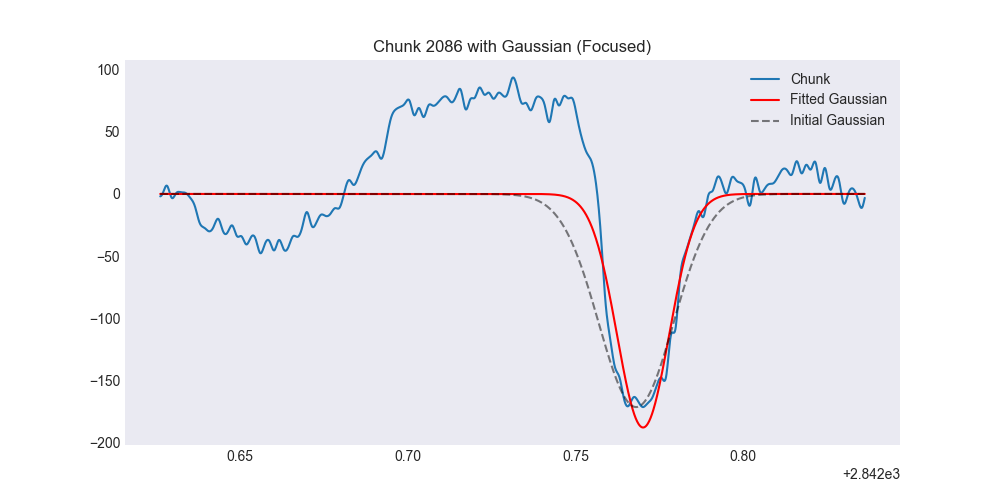 Chunk 2086 with Gaussian (Focused)
100
50
0
−50
−100
−150
−200
Chunk
Fitted Gaussian
Initial Gaussian
0.65 0.70 0.75 0.80
+2.842e3